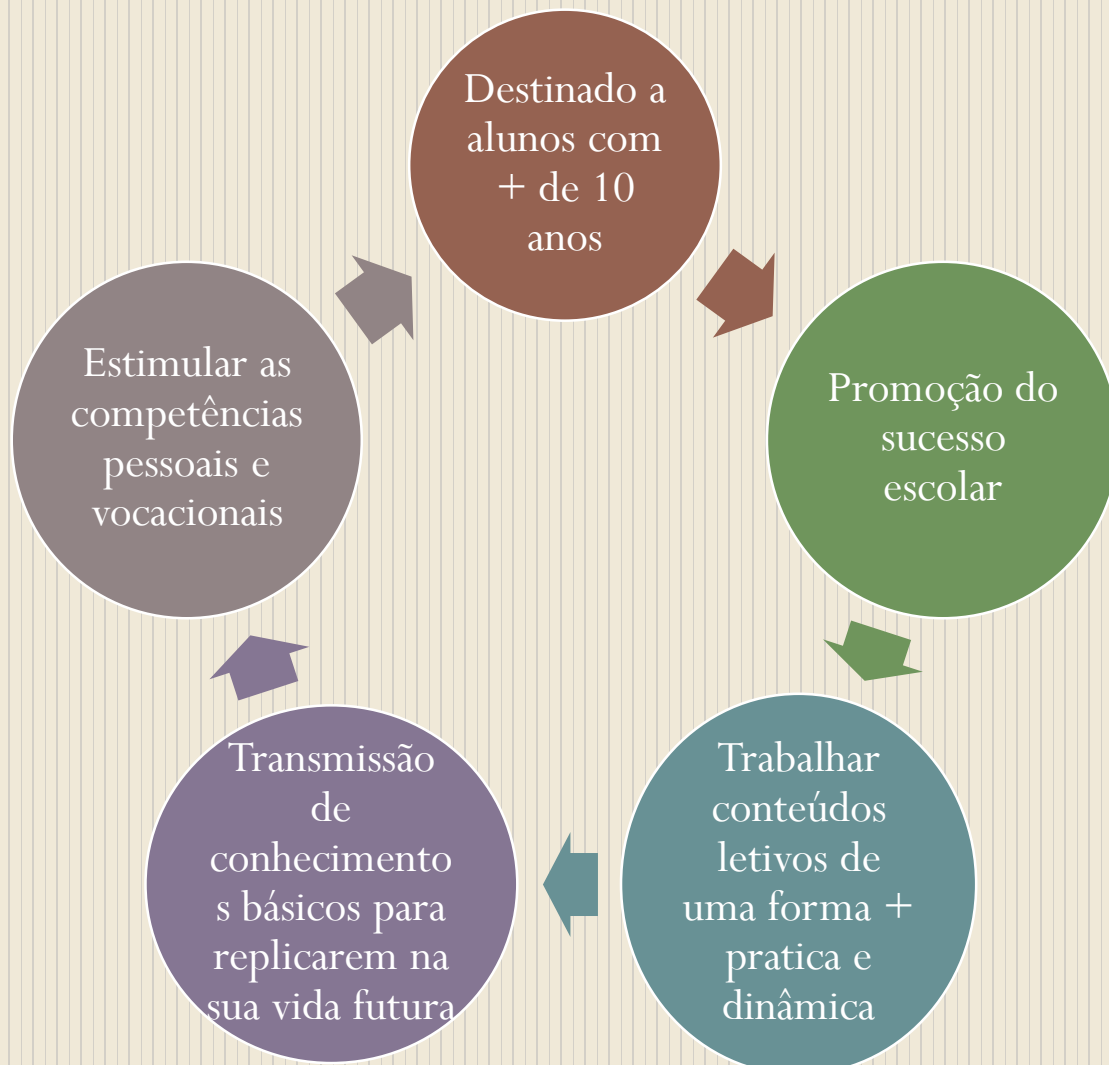 Destinado a
alunos com
+ de 10
anos
Promoção do
sucesso
escolar
Trabalhar
conteúdos
letivos de
uma forma +
pratica e
dinâmica
Transmissão
de
conhecimento
s básicos para
replicarem na
sua vida futura
Estimular as
competências
pessoais e
vocacionais